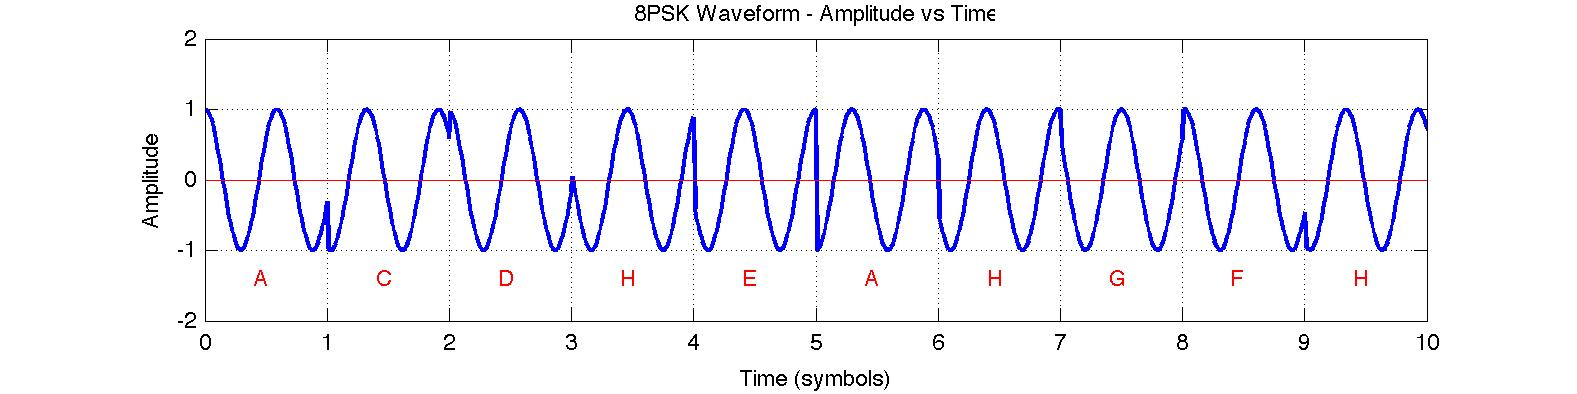 8PSK Waveform - Amplitude vs Time
2
1
0
-1
-2
Amplitude
A C D H E A H G F H
0 1 2 3 4 5 6 7 8 9 10
Time (symbols)